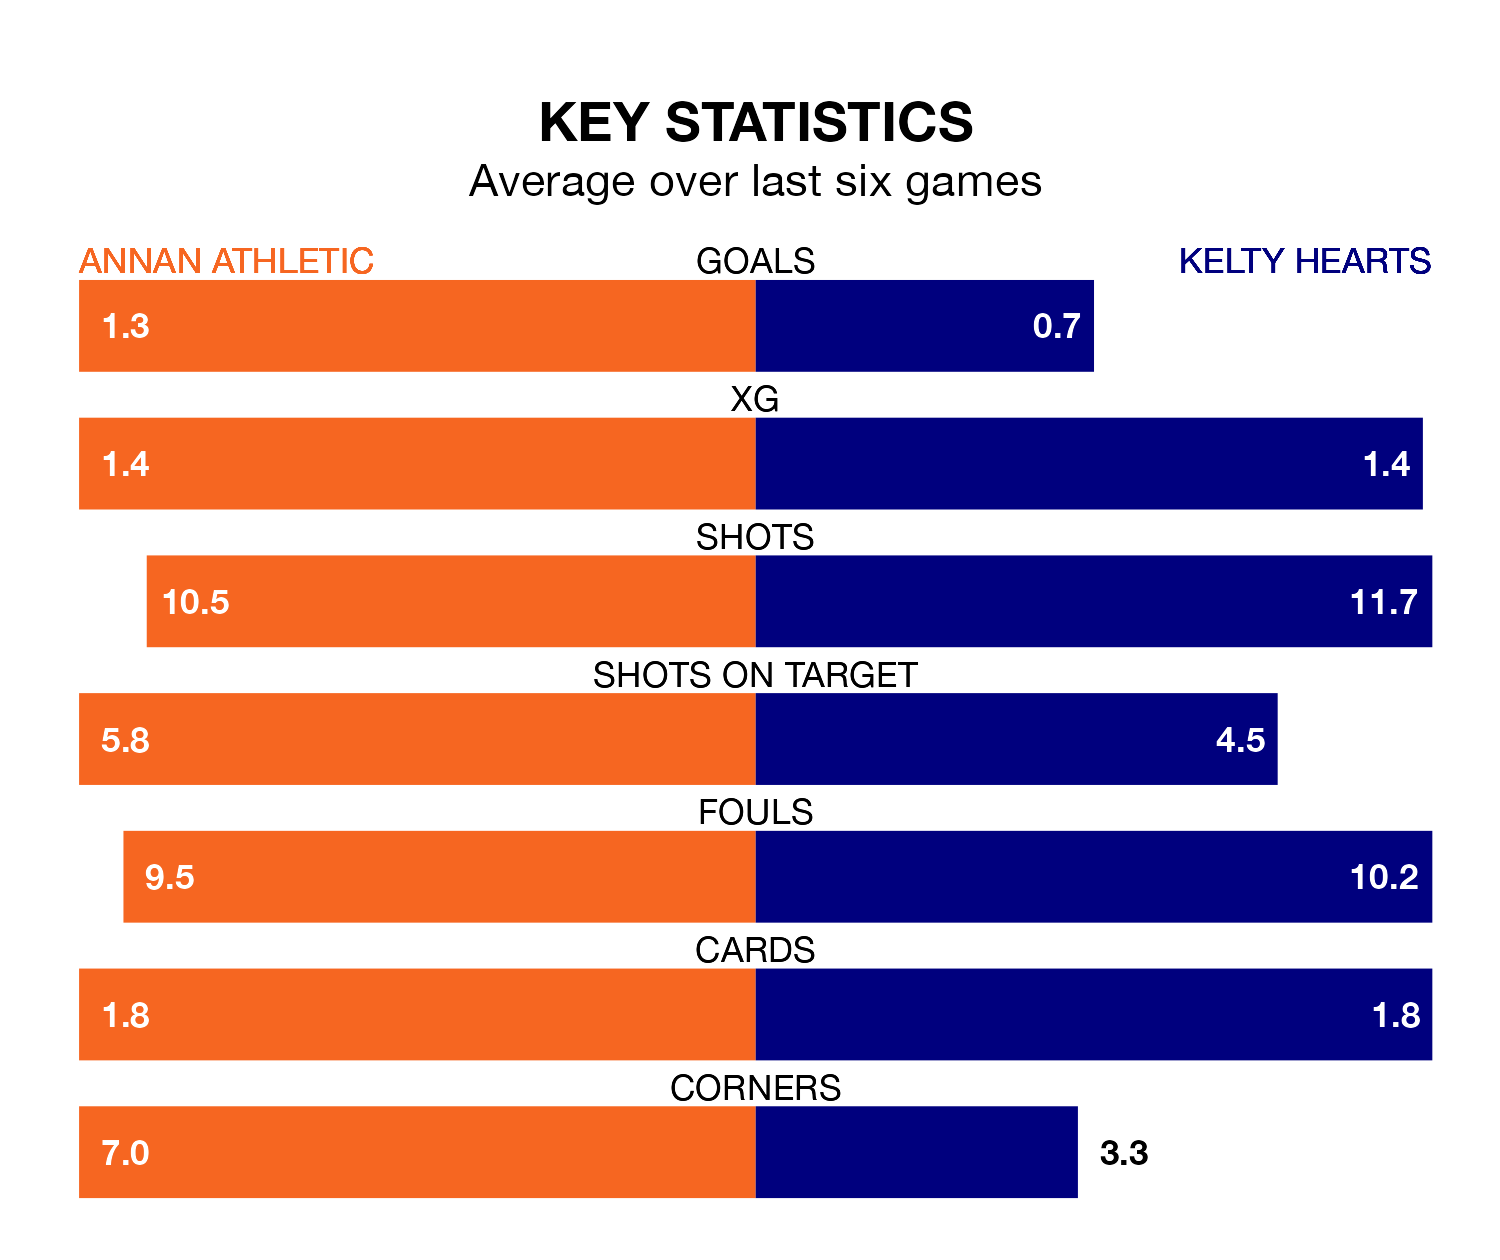 KEY STATISTICS
Average over last six games
ANNAN ATHLETIC GOALS KELTY HEARTS
1.3 0.7
XG
1.4 1.4
SHOTS
10.5 11.7
SHOTS ON TARGET
5.8 4.5
FOULS
9.5 10.2
CARDS
1.8 1.8
CORNERS
7.0 3.3